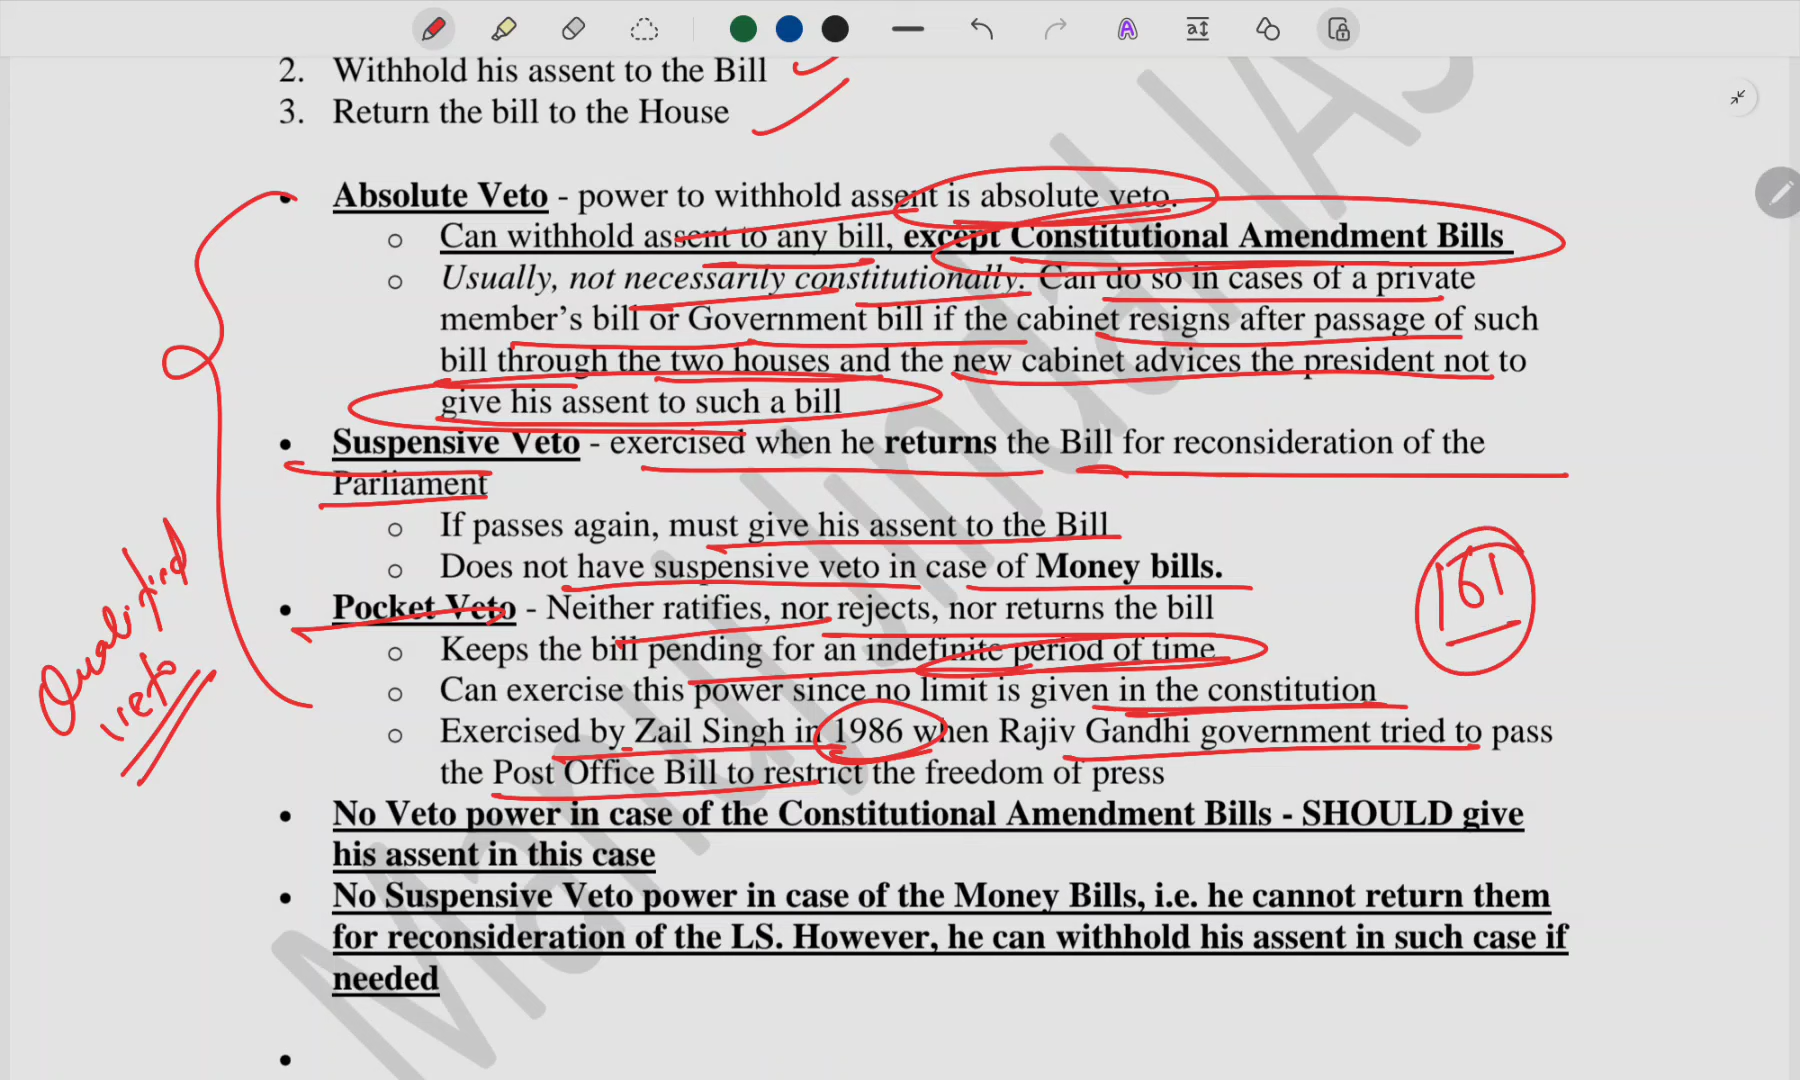 2. Withhold his assent to the Bill
3. Return the bill to the House
• Absolute Veto - power to withhold assent is absolute veto.
o Can withhold assent to any bill, except Constitutional Amendment Bills
o Usually, not necessarily constitutionally. Can do so in cases of a private
member's bill or Government bill if the cabinet resigns after passage of such
bill through the two houses and the new cabinet advices the president not to
give his assent to such a bill
• Suspensive Veto - exercised when he returns the Bill for reconsideration of the
Parliament
o If passes again, must give his assent to the Bill
o Does not have suspensive veto in case of Money bills.
• Pocket Veto - Neither ratifies, nor rejects, nor returns the bill
o Keeps the bill pending for an indefinite period of time
o Can exercise this power since no limit is given in the constitution
o Exercised by Zail Singh in 1986 when Rajiv Gandhi government tried to pass
the Post Office Bill to restrict the freedom of press
• No Veto power in case of the Constitutional Amendment Bills - SHOULD give
his assent in this case
• No Suspensive Veto power in case of the Money Bills, i.e. he cannot return them
for reconsideration of the LS. However, he can withhold his assent in such case if
needed
•
Qualified
veto
161
Manuj Jindal IAS